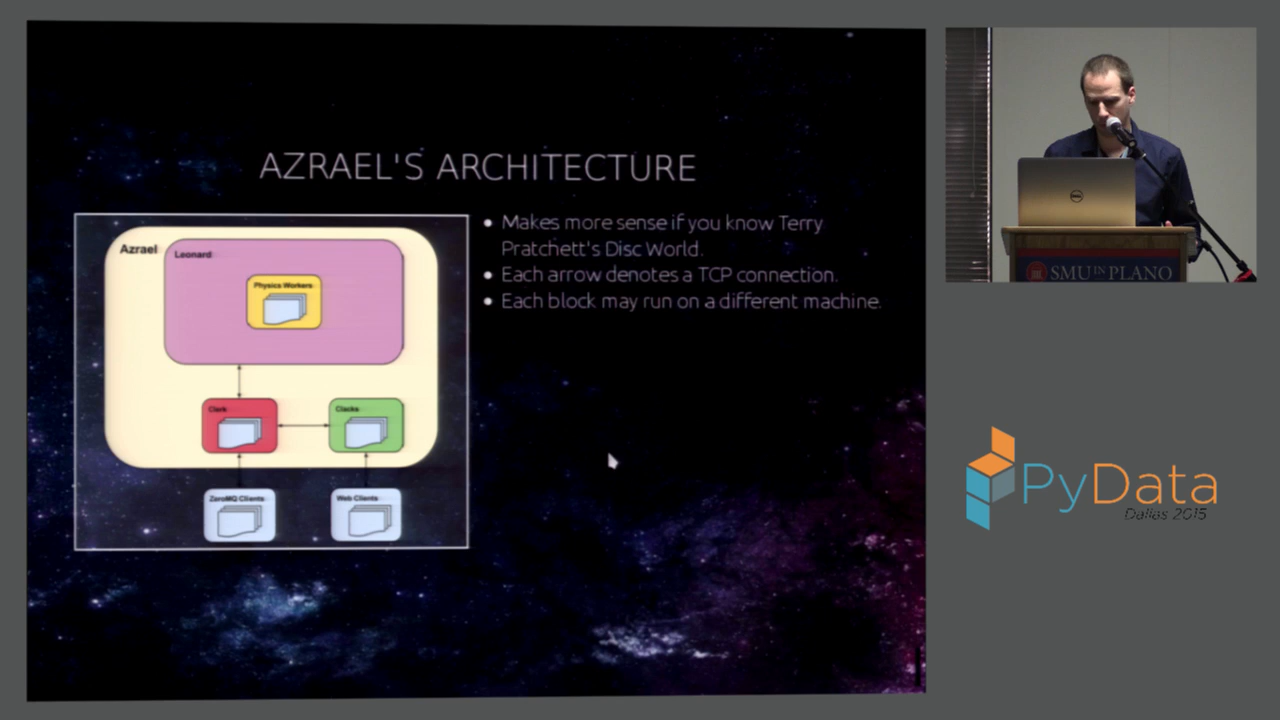 AZRAEL'S ARCHITECTURE
Azrael
Leonard
Physics Workers
Clerk
Clacks
ZeroMQ Clients
Web Clients
Makes more sense if you know Terry
Pratchett's Disc World.
Each arrow denotes a TCP connection.
Each block may run on a different machine.
DELL
SMU IN PLANO
PyData
Dallas 2015